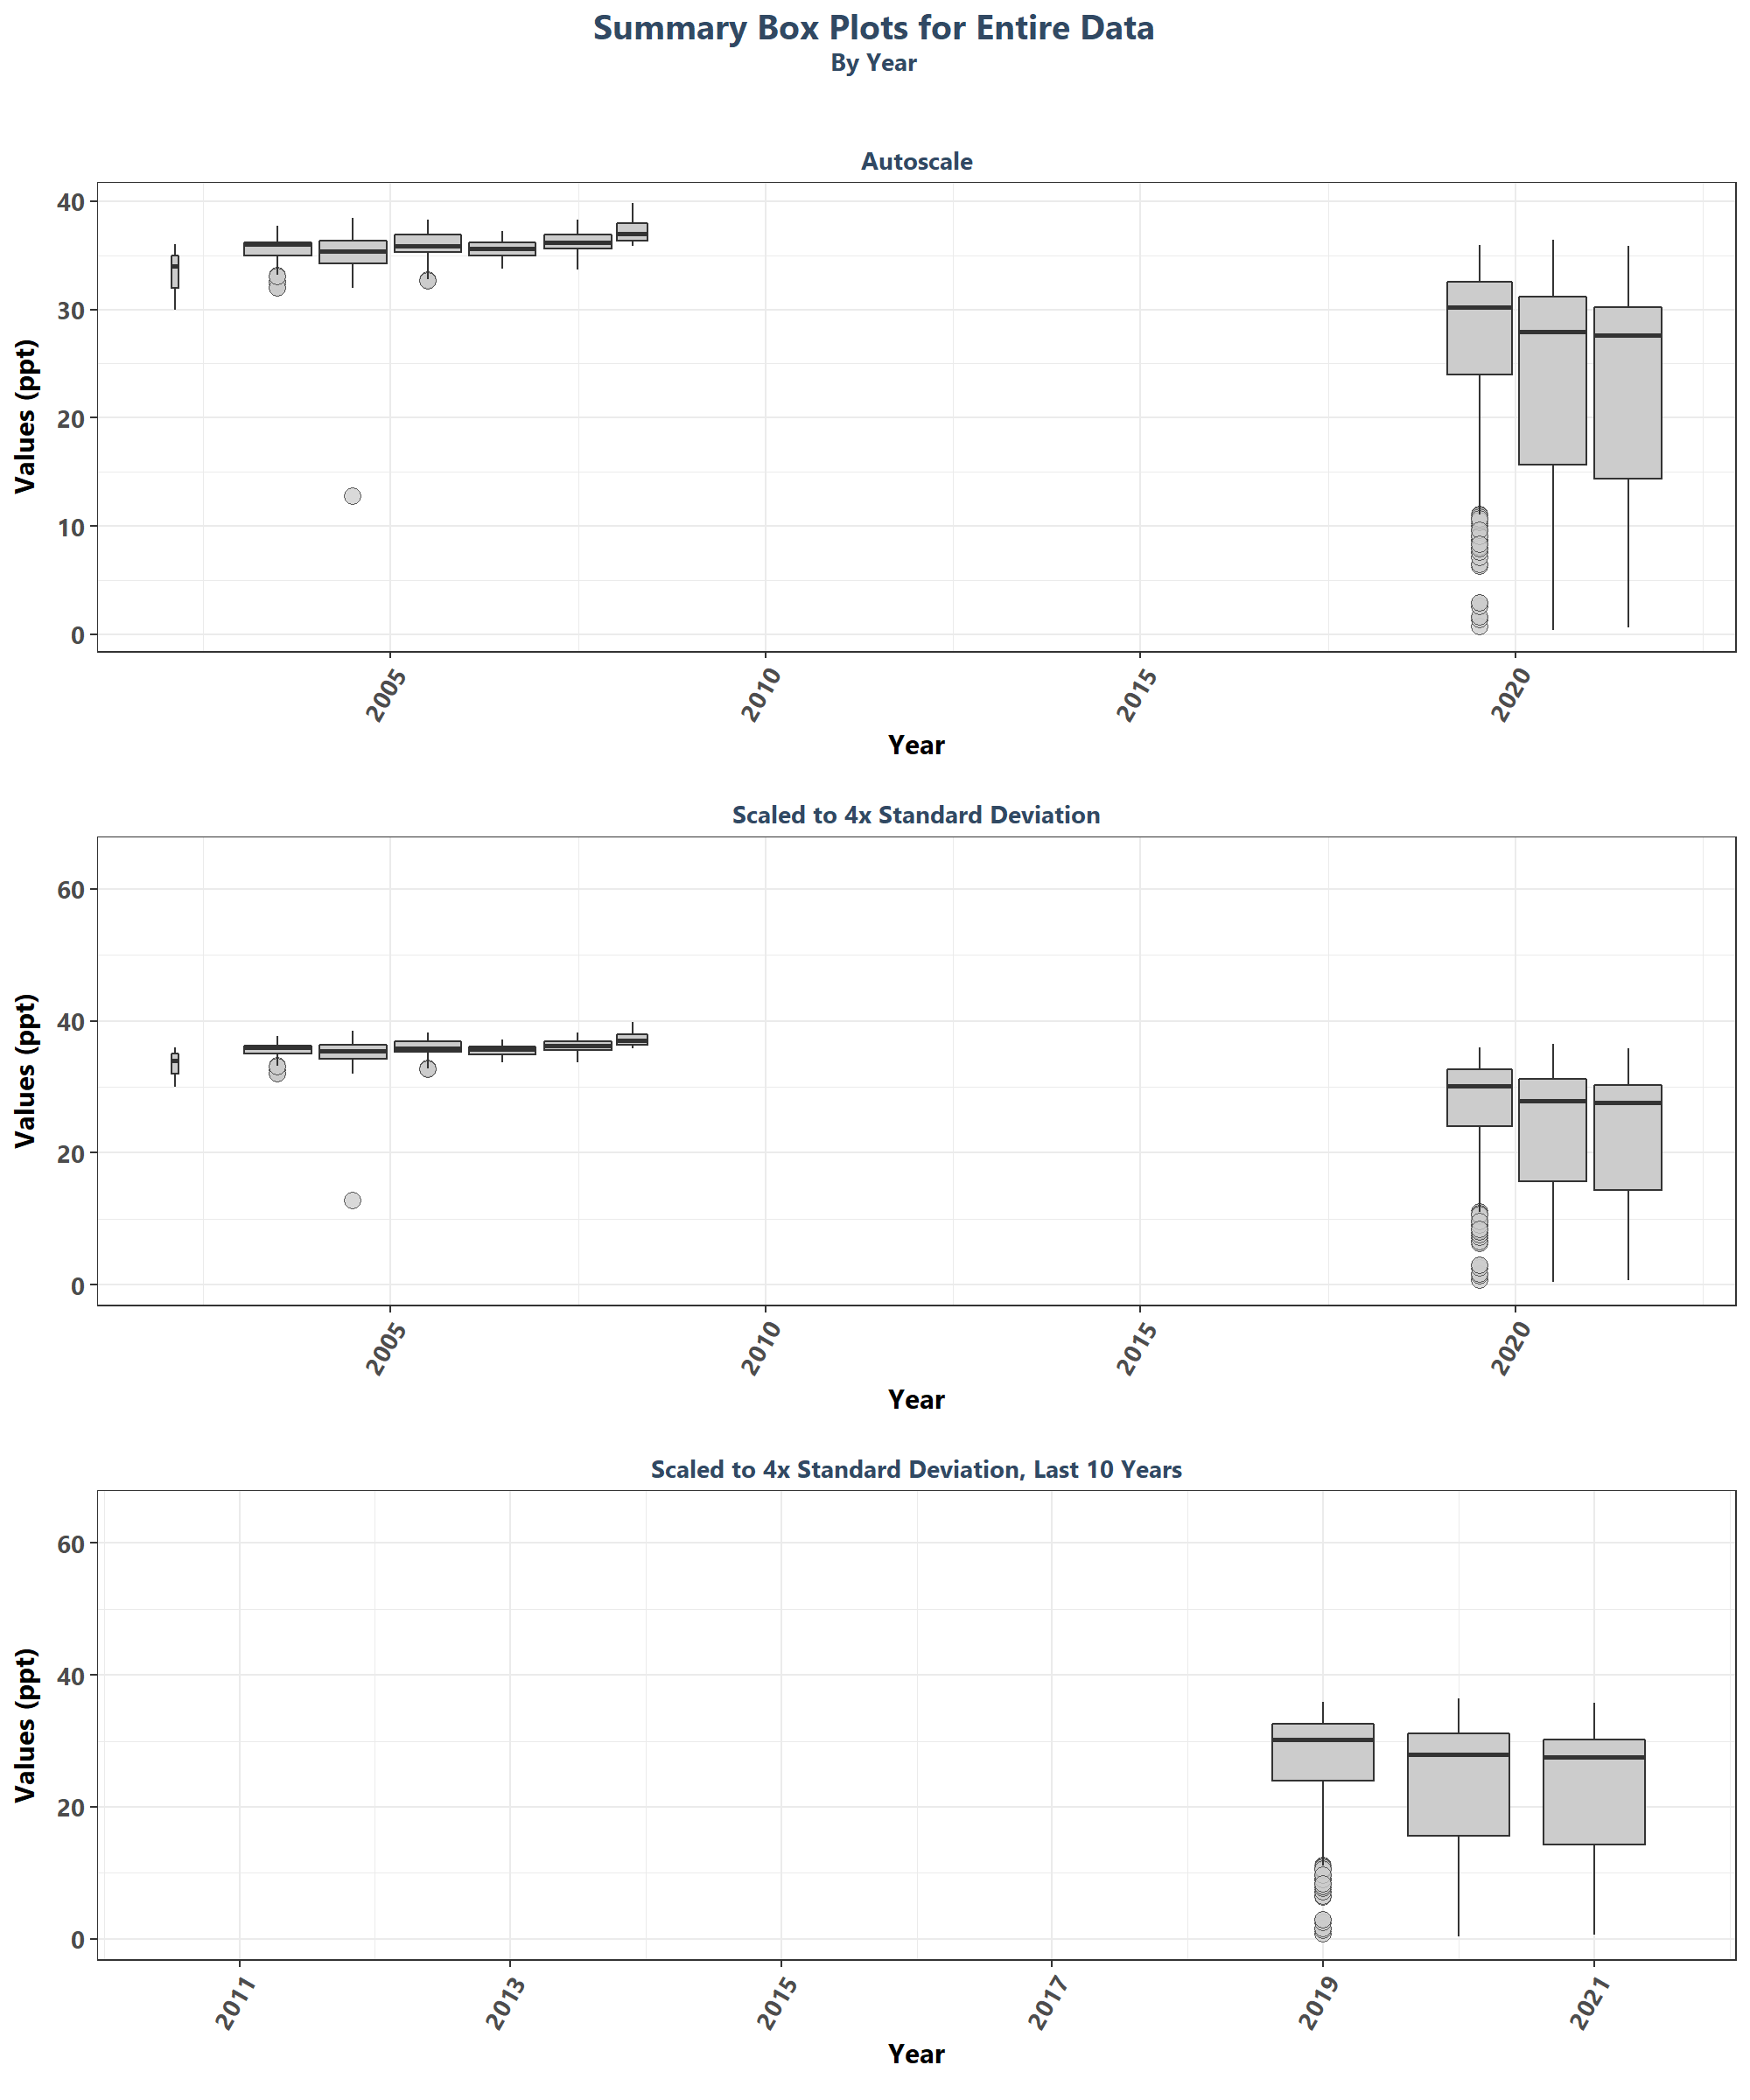 Summary Box Plots for Entire Data
By Year
Autoscale
Values (ppt)
40
30
20
10
0
2005
2010
2015
2020
Year
Scaled to 4x Standard Deviation
Values (ppt)
60
40
20
0
2005
2010
2015
2020
Year
Scaled to 4x Standard Deviation, Last 10 Years
Values (ppt)
60
40
20
0
2011
2013
2015
2017
2019
2021
Year